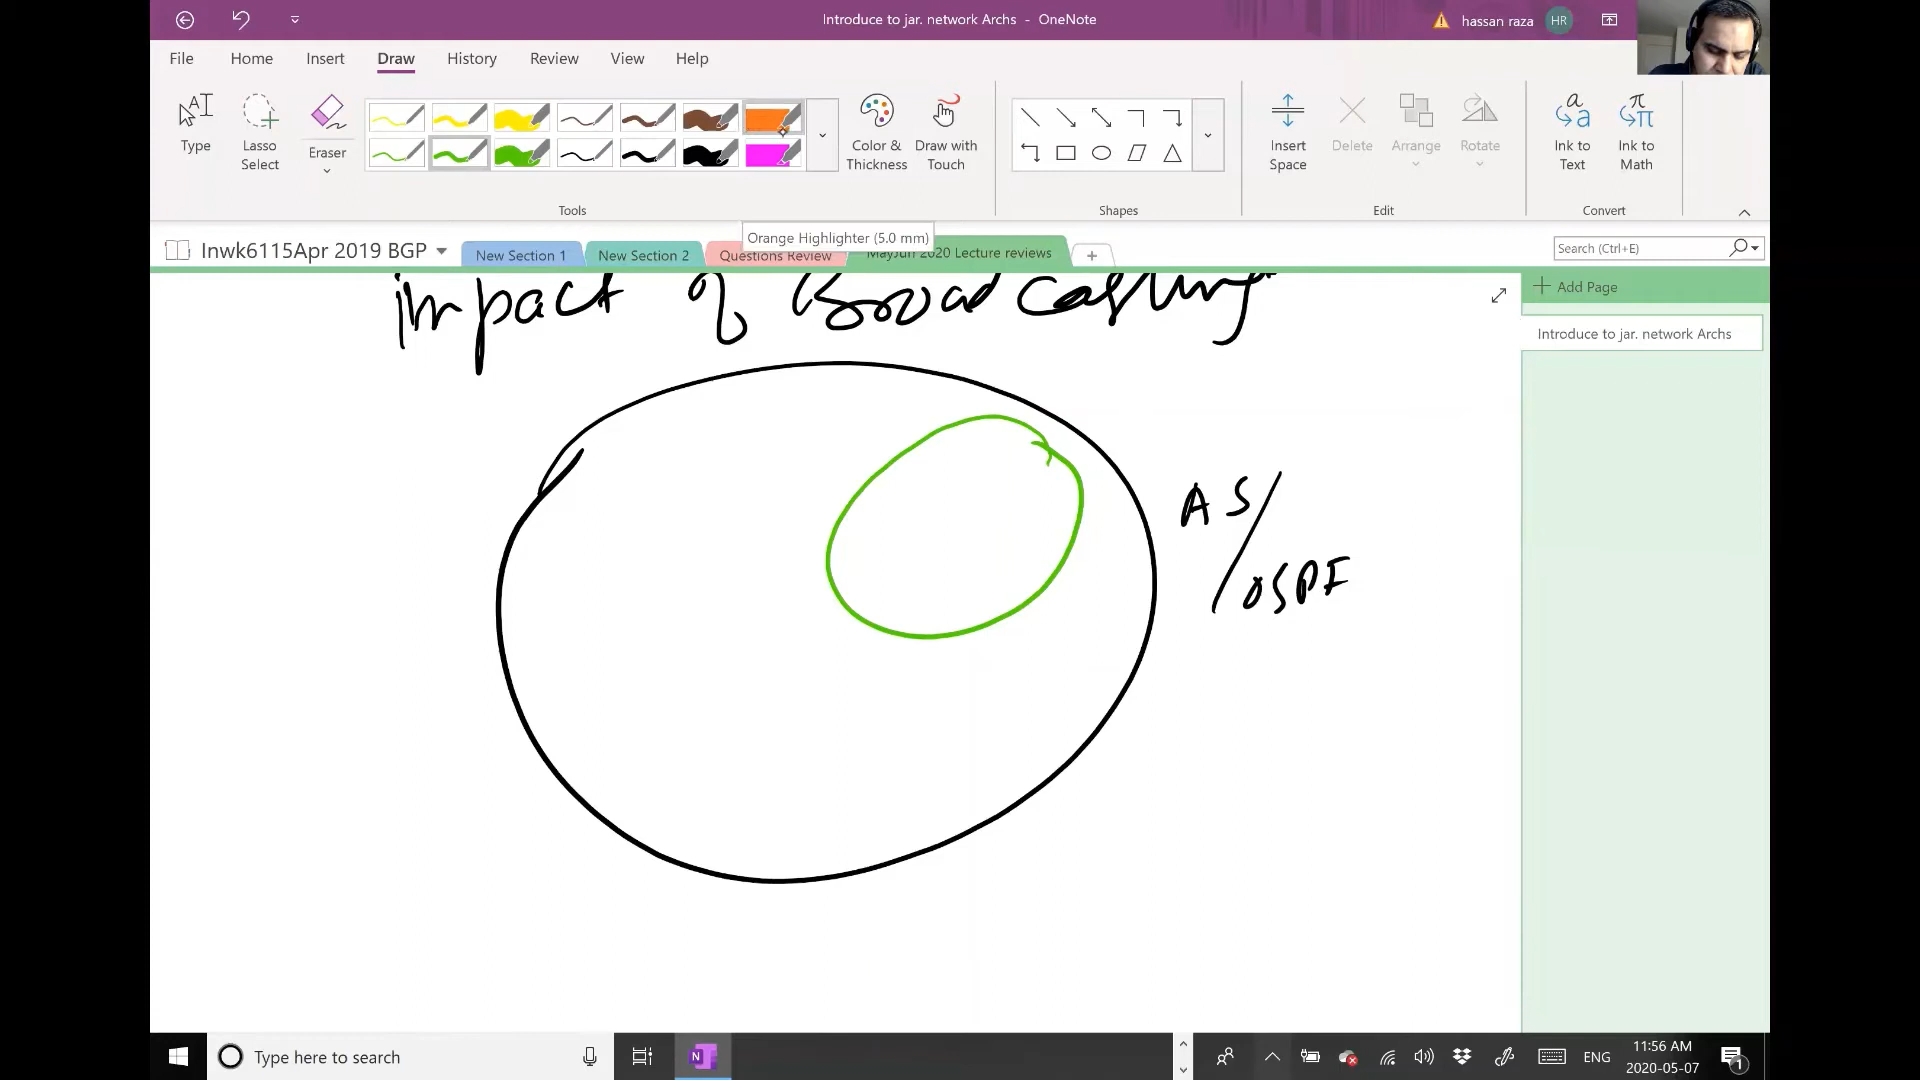 Introduce to jar. network Archs - OneNote
hassan raza HR
File Home Insert Draw History Review View Help
Type
Lasso Select
Eraser
Color & Thickness
Draw with Touch
Insert Space
Delete
Arrange
Rotate
Ink to Text
Ink to Math
Tools
Shapes
Edit
Convert
Orange Highlighter (5.0 mm)
Inwk6115Apr 2019 BGP
New Section 1
New Section 2
Questions Review
MayJun 2020 Lecture reviews
Search (Ctrl+E)
Add Page
Introduce to jar. network Archs
impact of Broadcasting
AS/
OSPF
Type here to search
N
ENG
11:56 AM
2020-05-07
1